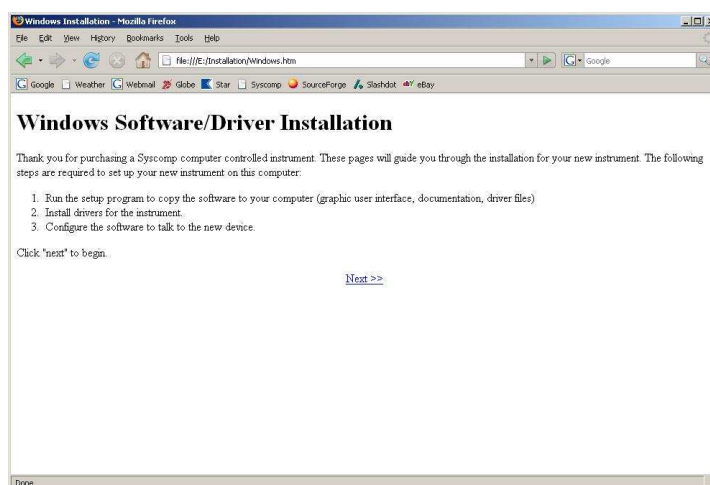 Windows Installation - Mozilla Firefox
File Edit View History Bookmarks Tools Help
file:///E:/Installation/Windows.htm
Google
Google Weather Webmail Globe Star Syscomp SourceForge Slashdot eBay
Windows Software/Driver Installation
Thank you for purchasing a Syscomp computer controlled instrument. These pages will guide you through the installation for your new instrument. The following
steps are required to set up your new instrument on this computer:
1. Run the setup program to copy the software to your computer (graphic user interface, documentation, driver files)
2. Install drivers for the instrument.
3. Configure the software to talk to the new device.
Click "next" to begin.
Next >>
Done